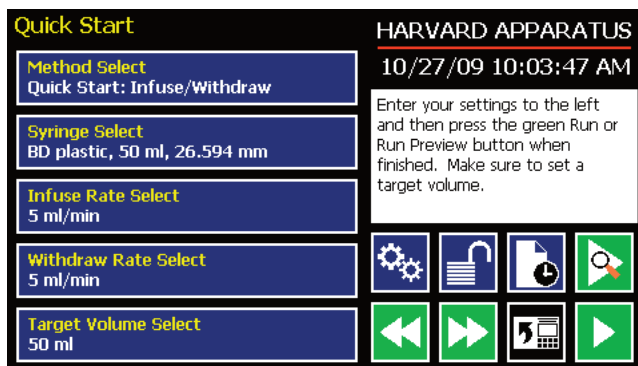 Quick Start
Method Select
Quick Start: Infuse/Withdraw
Syringe Select
BD plastic, 50 ml, 26.594 mm
Infuse Rate Select
5 ml/min
Withdraw Rate Select
5 ml/min
Target Volume Select
50 ml
HARVARD APPARATUS
10/27/09 10:03:47 AM
Enter your settings to the left
and then press the green Run or
Run Preview button when
finished. Make sure to set a
target volume.